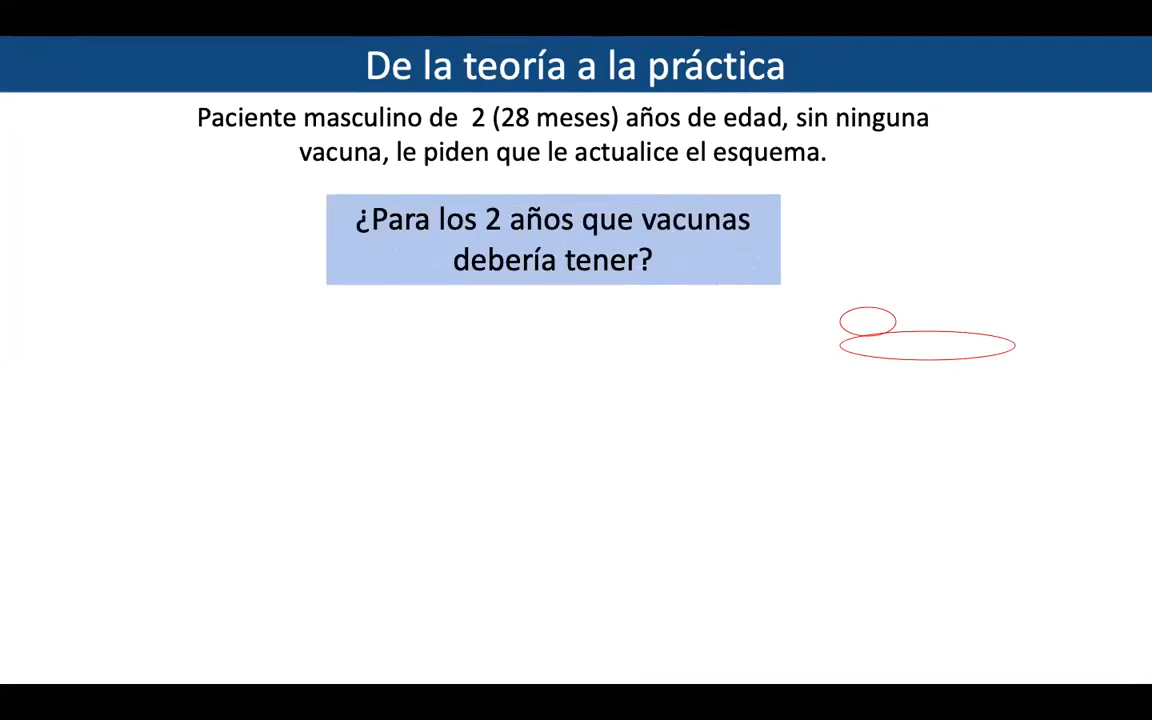 De la teoría a la práctica
Paciente masculino de 2 (28 meses) años de edad, sin ninguna
vacuna, le piden que le actualice el esquema.
¿Para los 2 años que vacunas
debería tener?